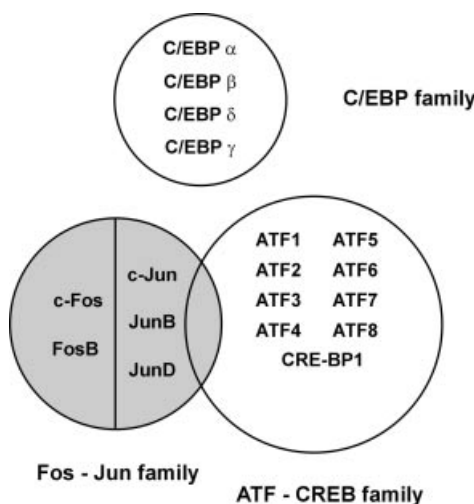 C/EBP α
C/EBP β
C/EBP δ
C/EBP γ
C/EBP family
ATF1 ATF5
ATF2 ATF6
ATF3 ATF7
ATF4 ATF8
CRE-BP1
c-Jun
c-Fos
JunB
FosB
JunD
Fos - Jun family
ATF - CREB family